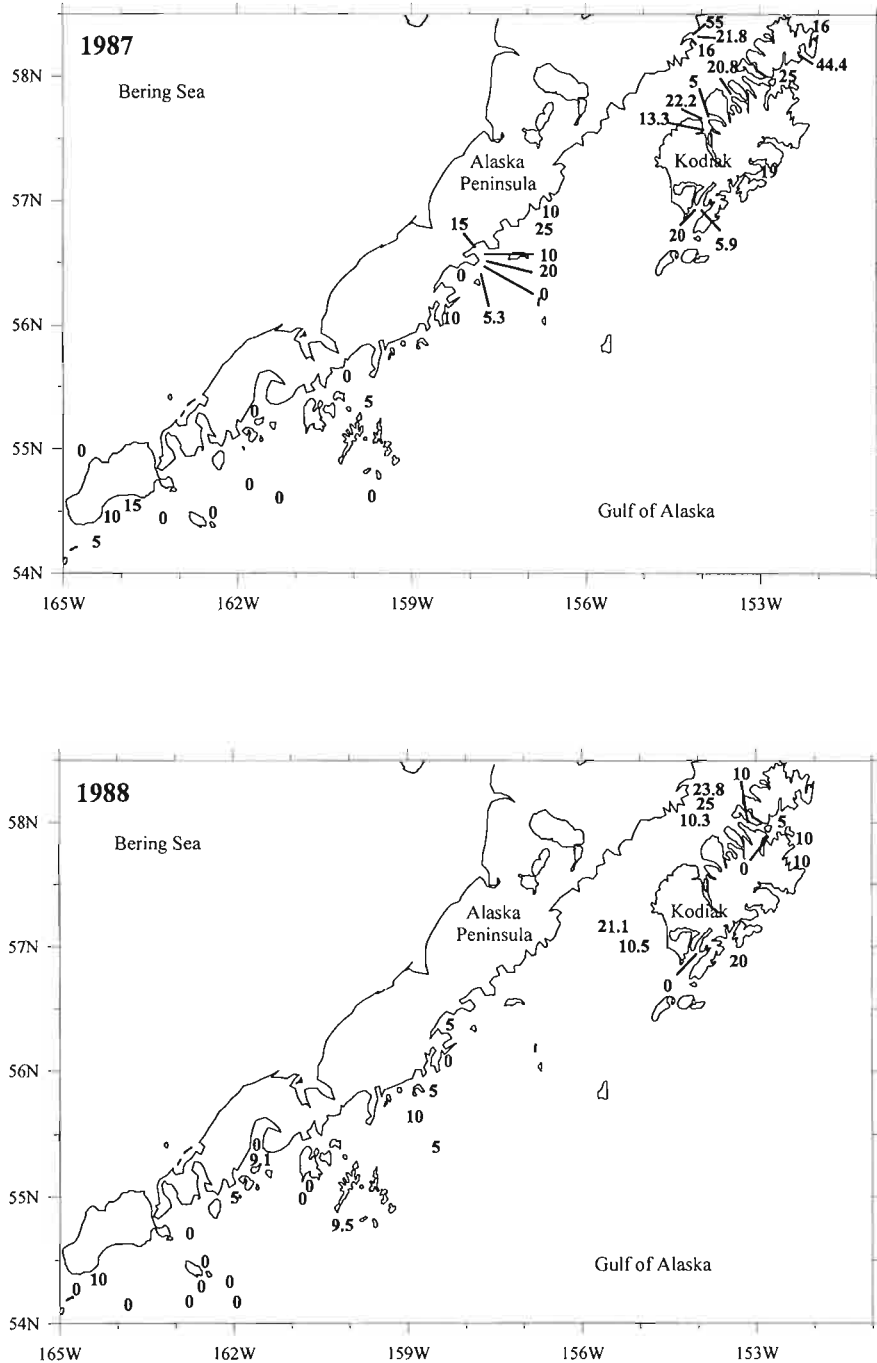 1987
55
21.8
16
16
44.4
58N
20.8
25
Bering Sea
5
22.2
13.3
Alaska
Peninsula
Kodiak
19
57N
10
25
15
20
5.9
10
20
0
0
10
5.3
56N
0
0
5
0
55N
0
0
0
15
10
0
0
5
Gulf of Alaska
54N
165W
162W
159W
156W
153W
1988
10
23.8
25
10.3
58N
5
10
Bering Sea
0
10
Alaska
Peninsula
Kodiak
21.1
10.5
57N
20
0
5
0
56N
5
10
0
5
9.1
55N
5
0
0
9.5
0
0
Gulf of Alaska
10
0
0
0
0
0
0
54N
165W
162W
159W
156W
153W